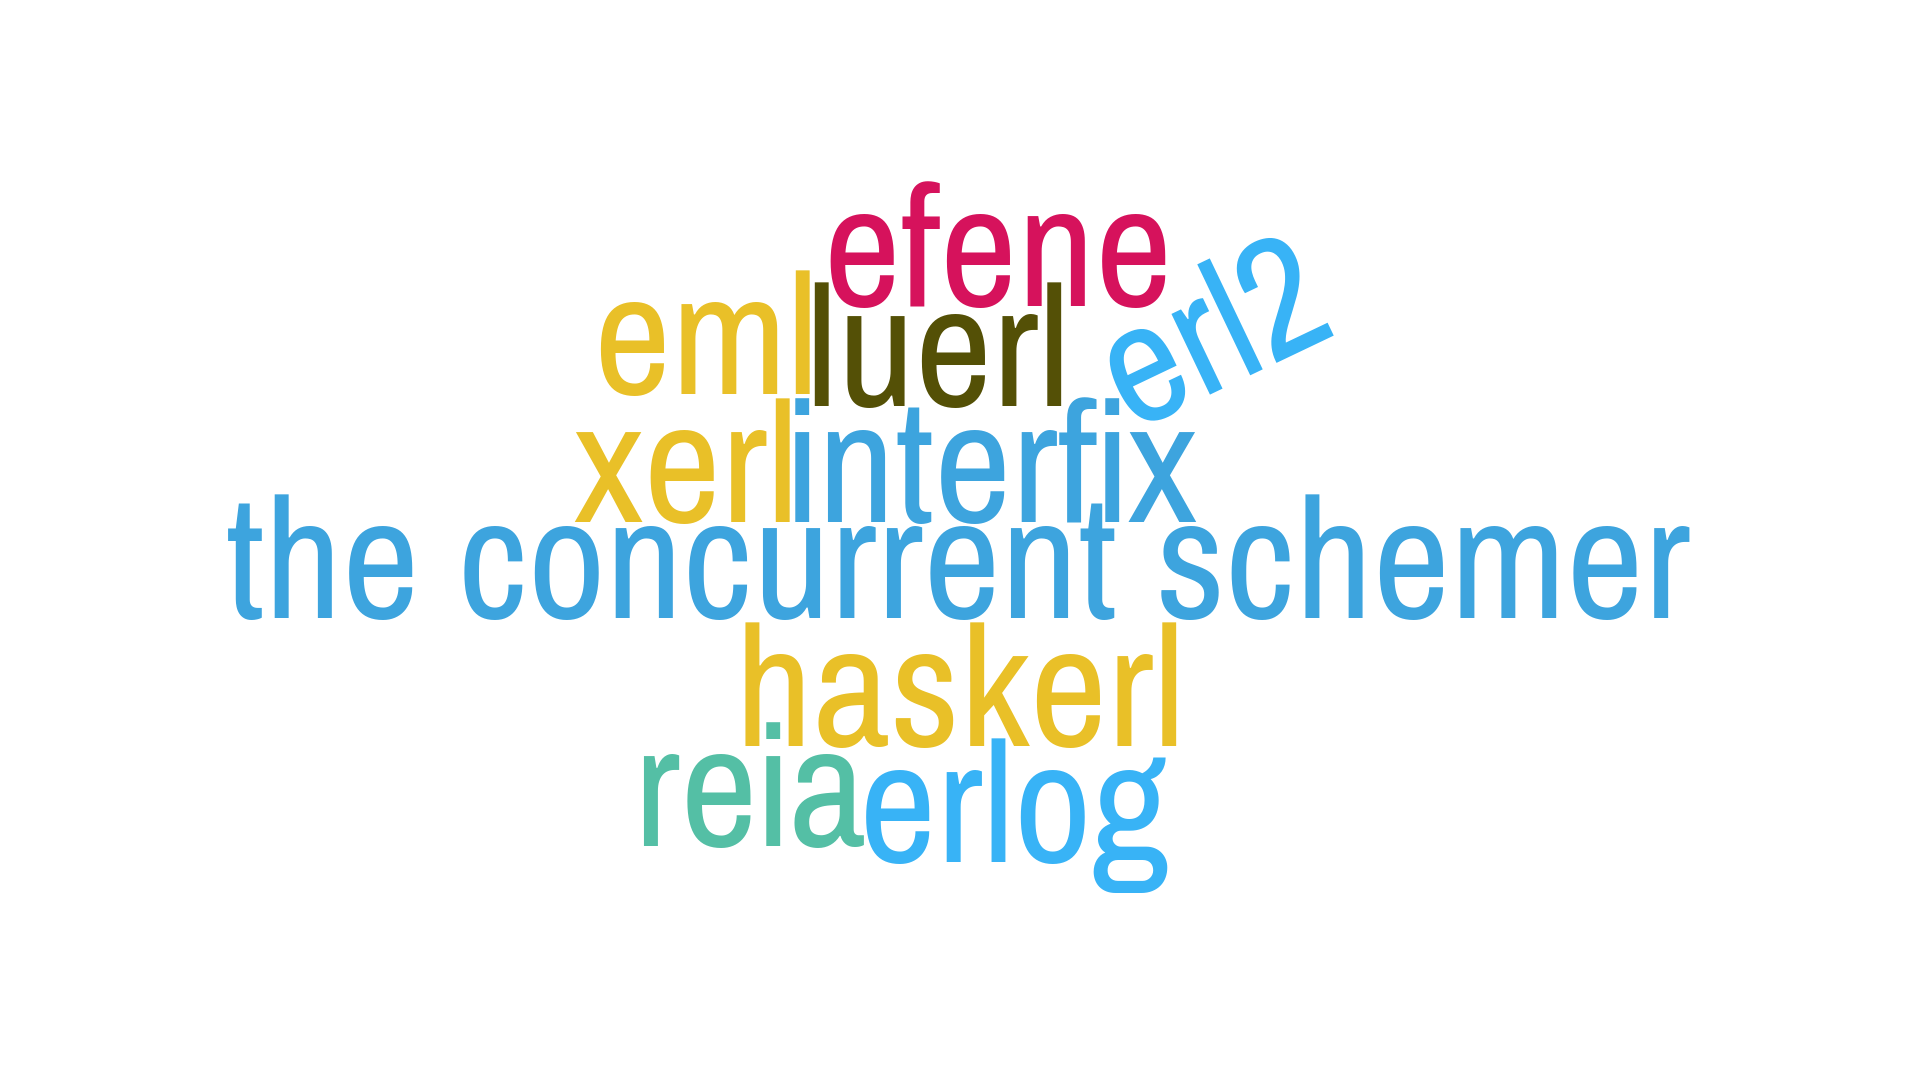 efene
erl2
eml
luerl
xerl
interfix
the concurrent schemer
haskerl
reia
erlog